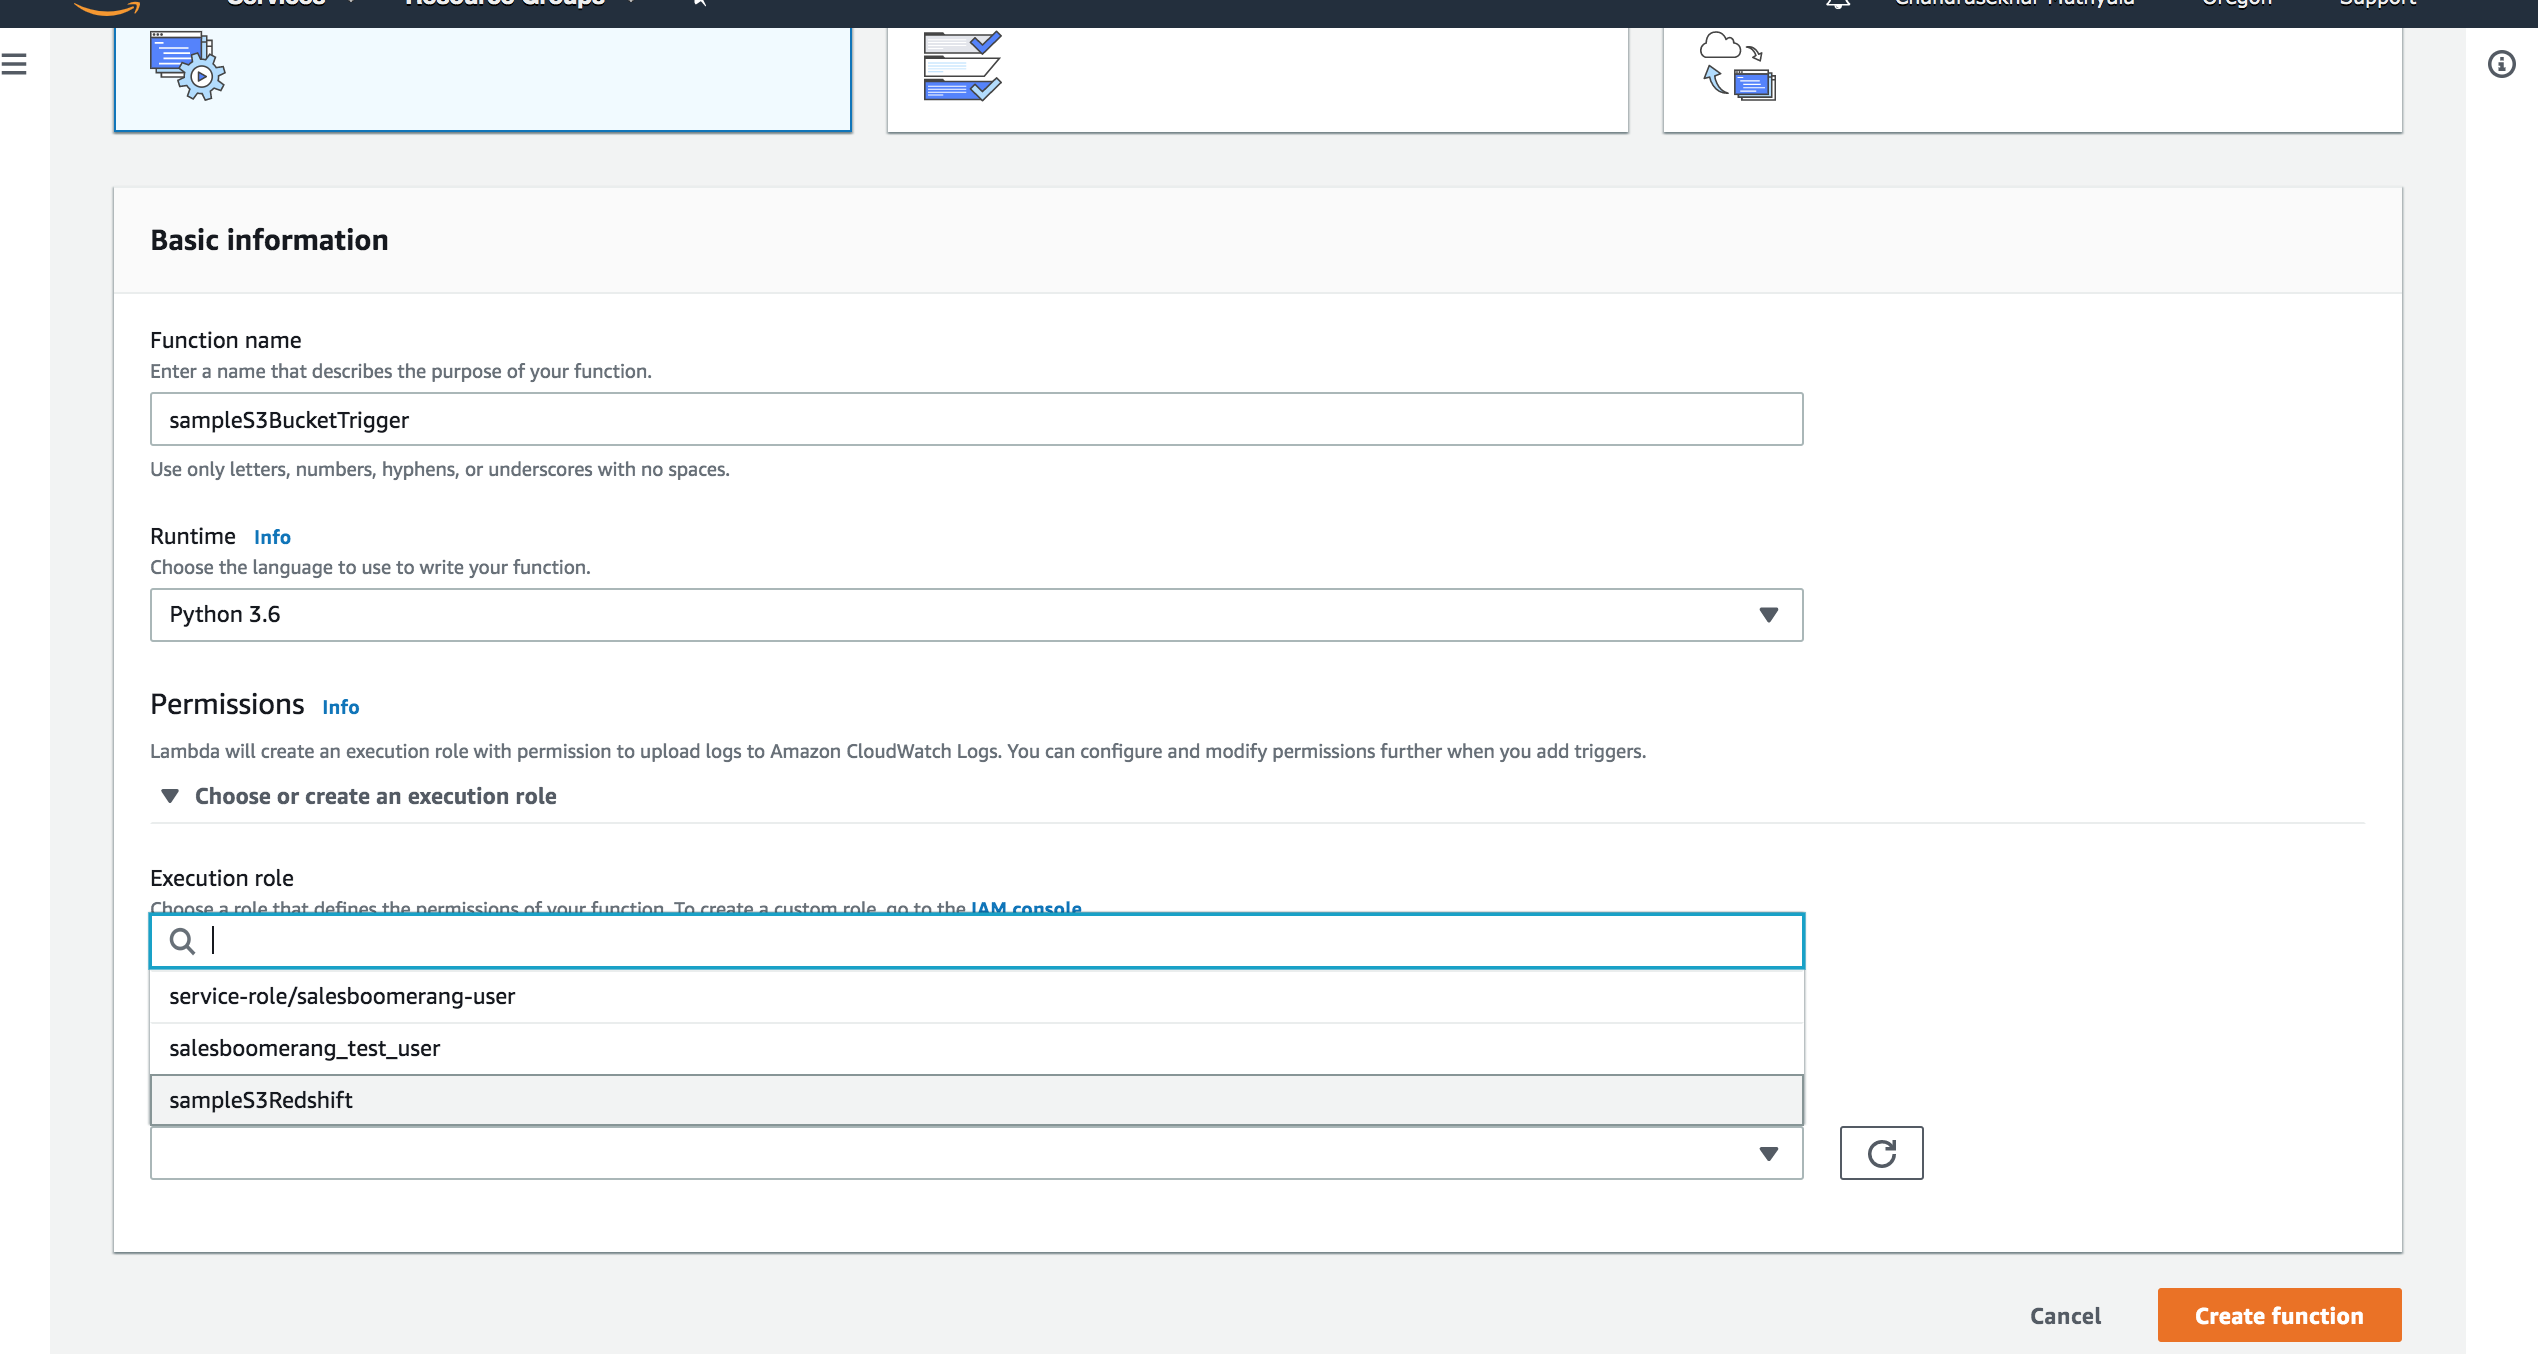 Services Resource Groups Oregon Support
Basic information
Function name
Enter a name that describes the purpose of your function.
sampleS3BucketTrigger
Use only letters, numbers, hyphens, or underscores with no spaces.
Runtime Info
Choose the language to use to write your function.
Python 3.6
Permissions Info
Lambda will create an execution role with permission to upload logs to Amazon CloudWatch Logs. You can configure and modify permissions further when you add triggers.
Choose or create an execution role
Execution role
Choose a role that defines the permissions of your function. To create a custom role, go to the IAM console
service-role/salesboomerang-user
salesboomerang_test_user
sampleS3Redshift
Cancel Create function